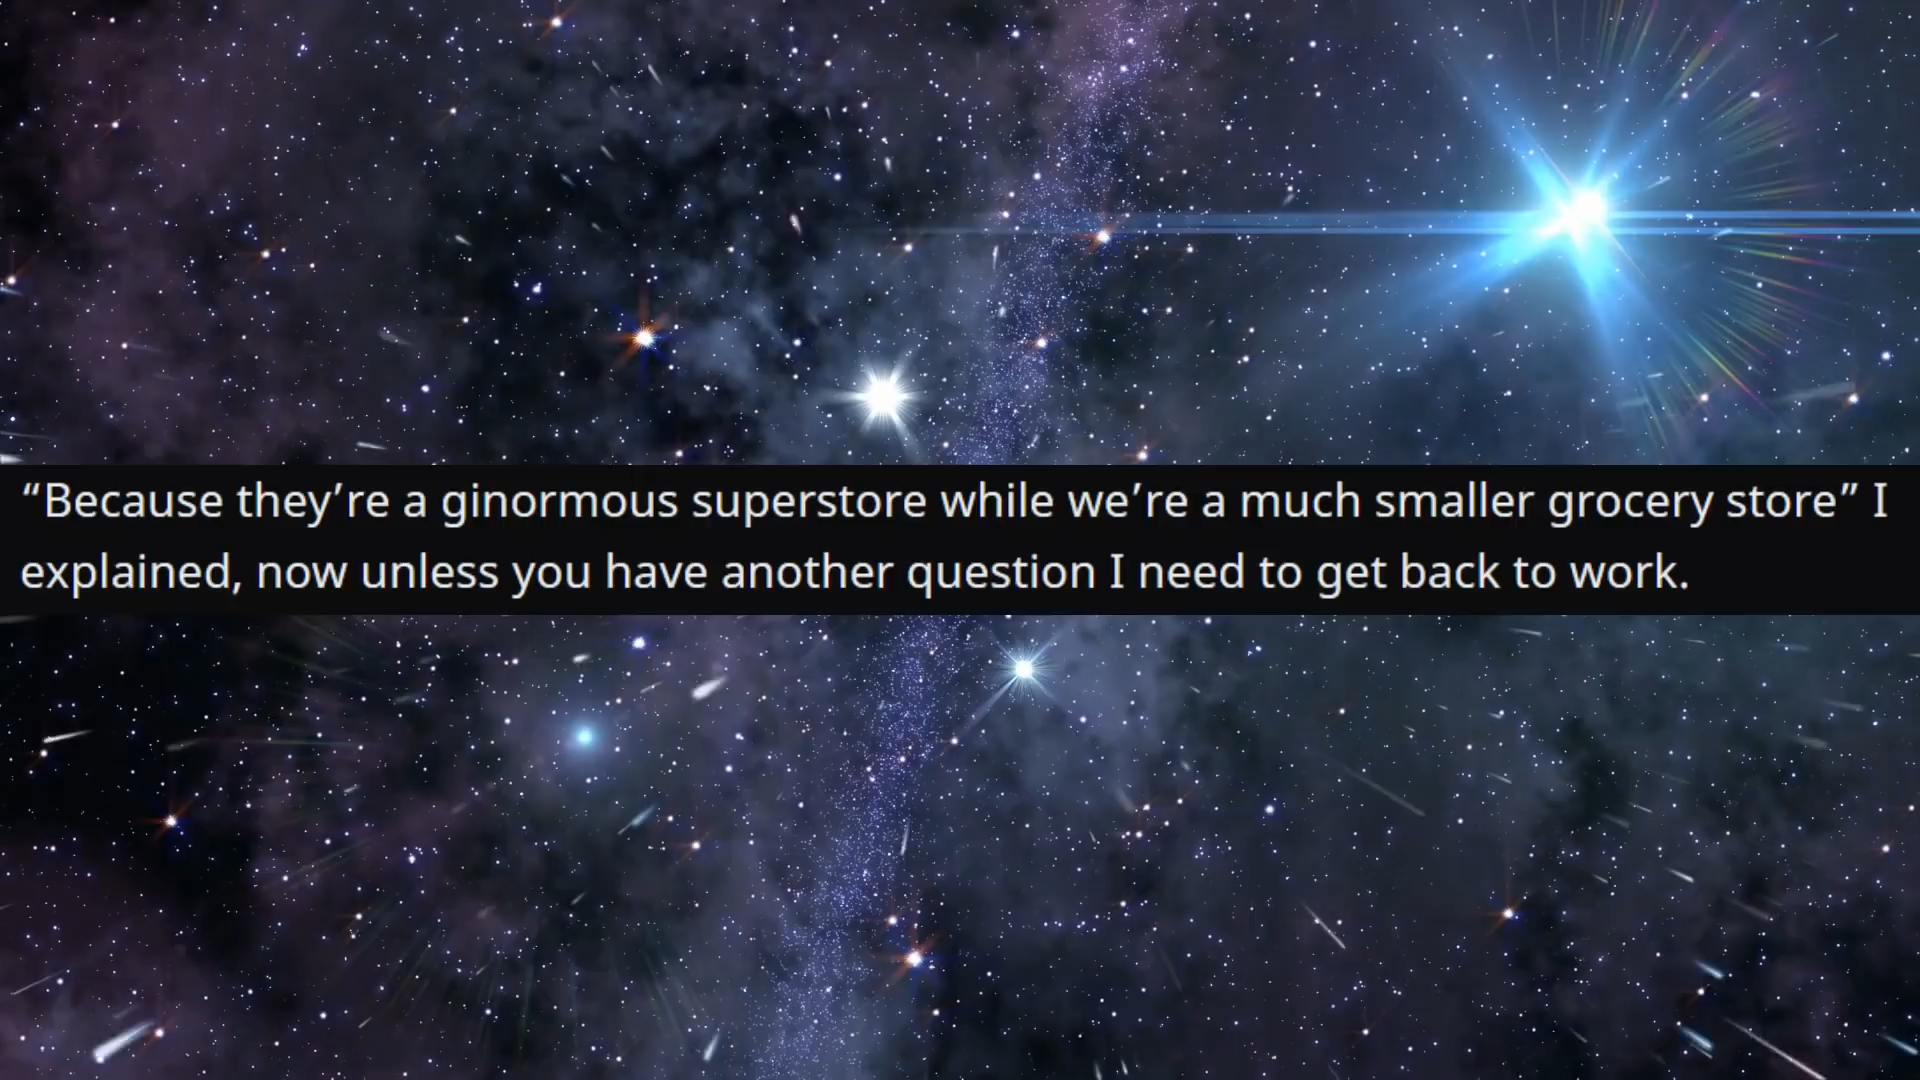 “Because they’re a ginormous superstore while we’re a much smaller grocery store” I
explained, now unless you have another question I need to get back to work.